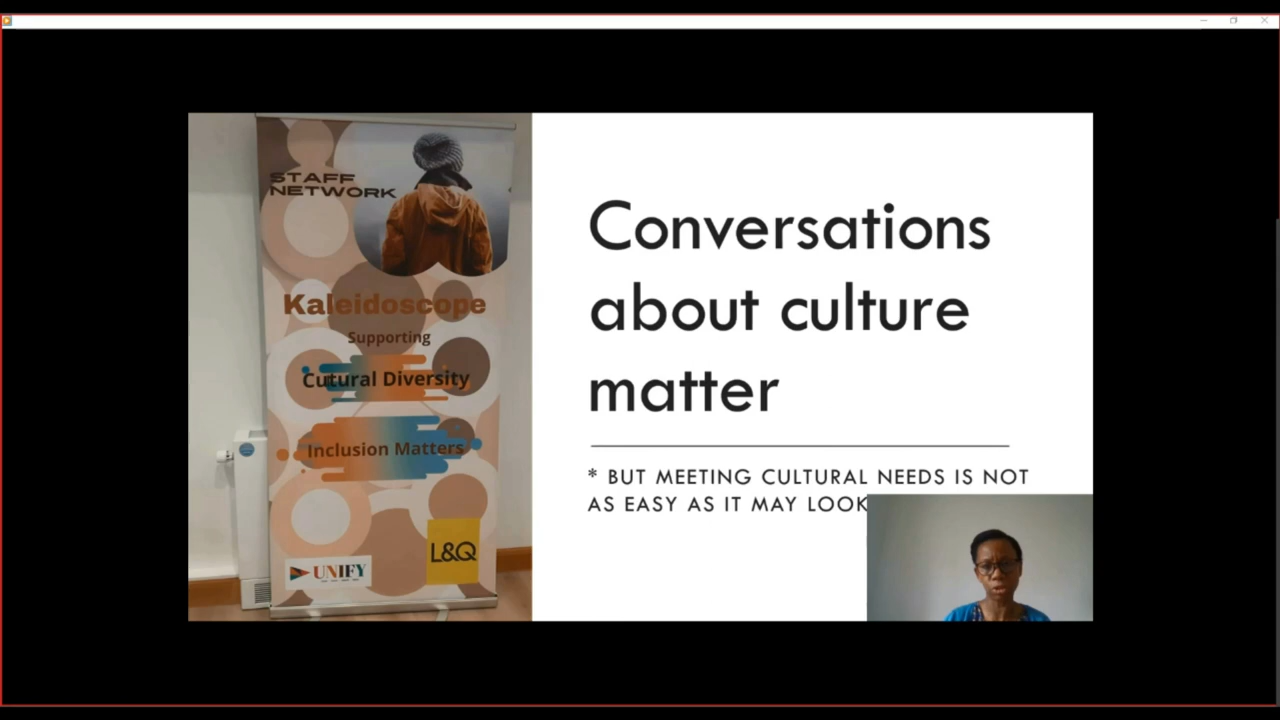 STAFF
NETWORK
Kaleidoscope
Supporting
Cutural Diversity
Inclusion Matters
UNIFY
L&Q
Conversations
about culture
matter
* BUT MEETING CULTURAL NEEDS IS NOT
AS EASY AS IT MAY LOOK